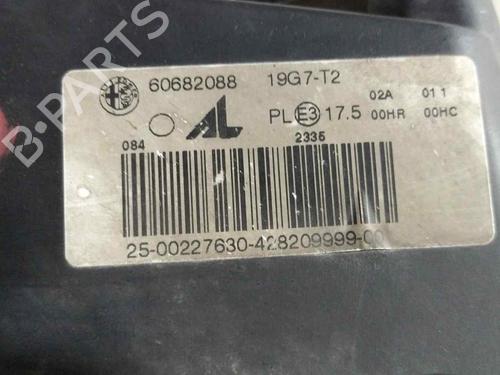 60682088 19G7-T2
AL PL E3 17.5 02A 01 1
00HR 00HC
084 2335
25-00227630-428209999-00
B-PARTS